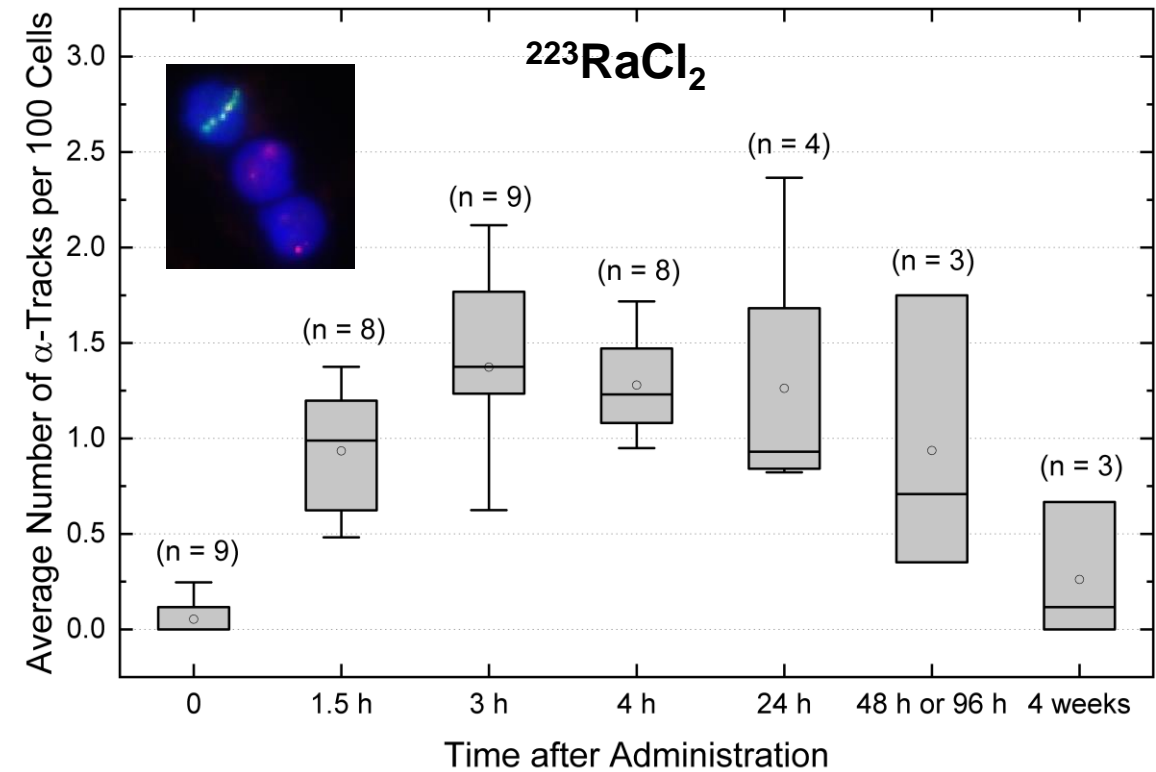 ²²³RaCl₂
Average Number of α-Tracks per 100 Cells
3.0
2.5
2.0
1.5
1.0
0.5
0.0
(n = 9)
(n = 8)
(n = 9)
(n = 8)
(n = 4)
(n = 3)
(n = 3)
0 1.5 h 3 h 4 h 24 h 48 h or 96 h 4 weeks
Time after Administration